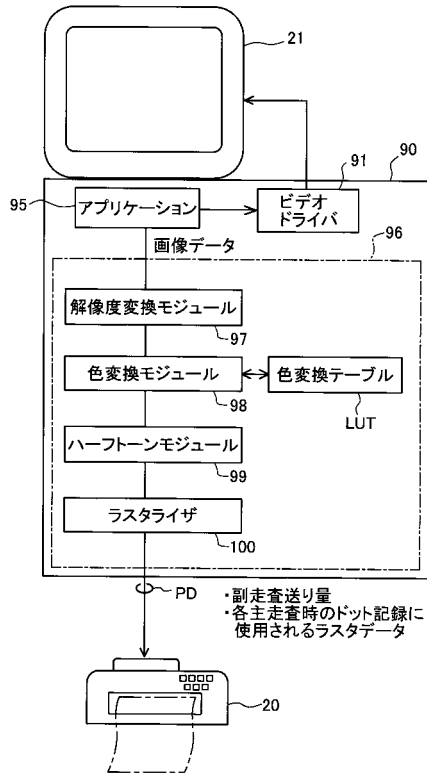 21
90
91
95
アプリケーション
ビデオ
ドライバ
画像データ
96
解像度変換モジュール
97
色変換モジュール
98
色変換テーブル
LUT
ハーフトーンモジュール
99
ラスタライザ
100
PD
・副走査送り量
・各主走査時のドット記録に
使用されるラスタデータ
20